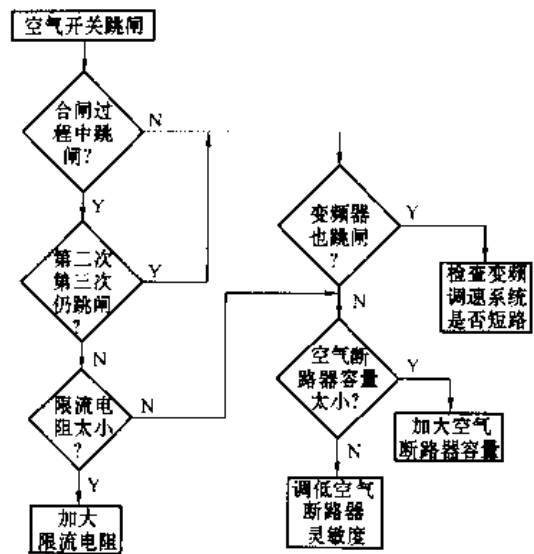 空气开关跳闸
合闸过
程中跳
闸?
N
Y
第二次
第三次
仍跳闸
?
Y
N
限流电
阻太小
?
N
Y
加大
限流电阻
变频器
也跳闸
?
Y
N
检查变频
调速系统
是否短路
空气断
路器容量
太小?
Y
N
加大空气
断路器容量
调低空气
断路器
灵敏度